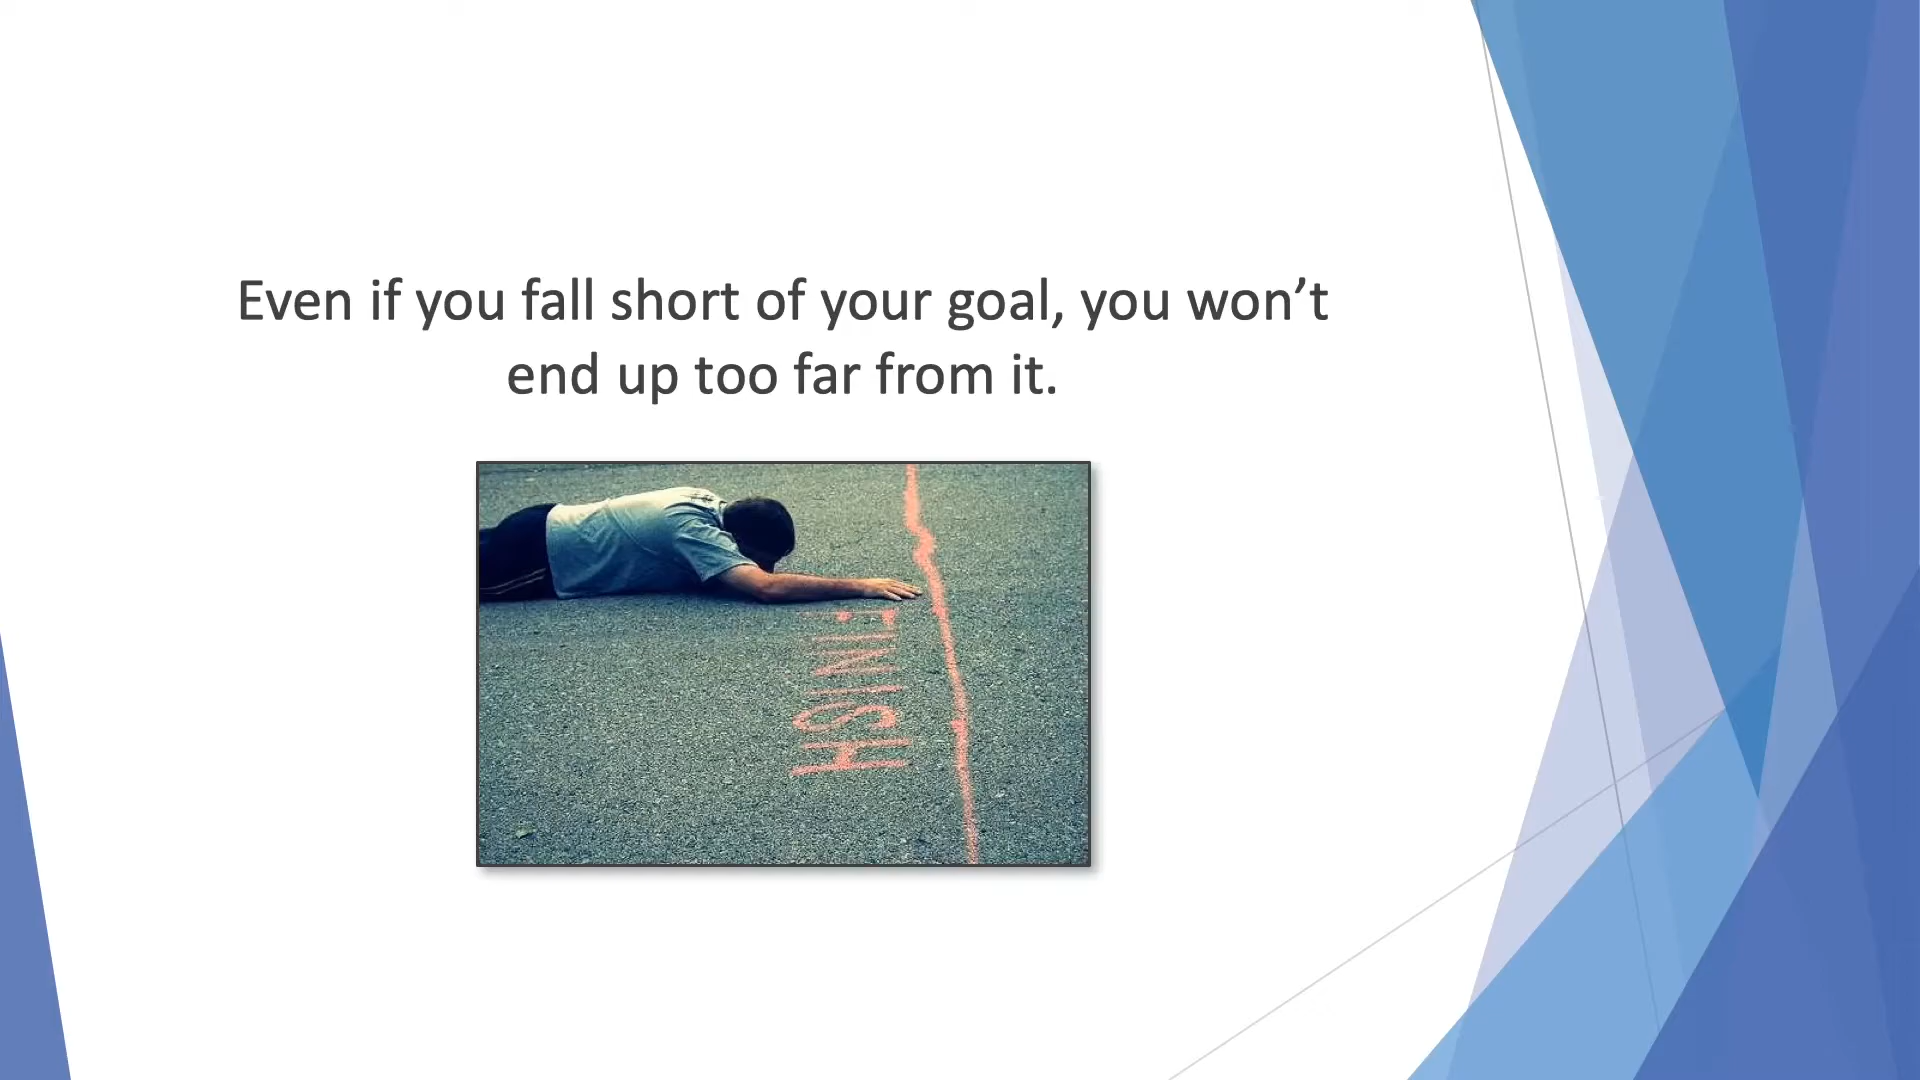 Even if you fall short of your goal, you won’t
end up too far from it.
FINISH